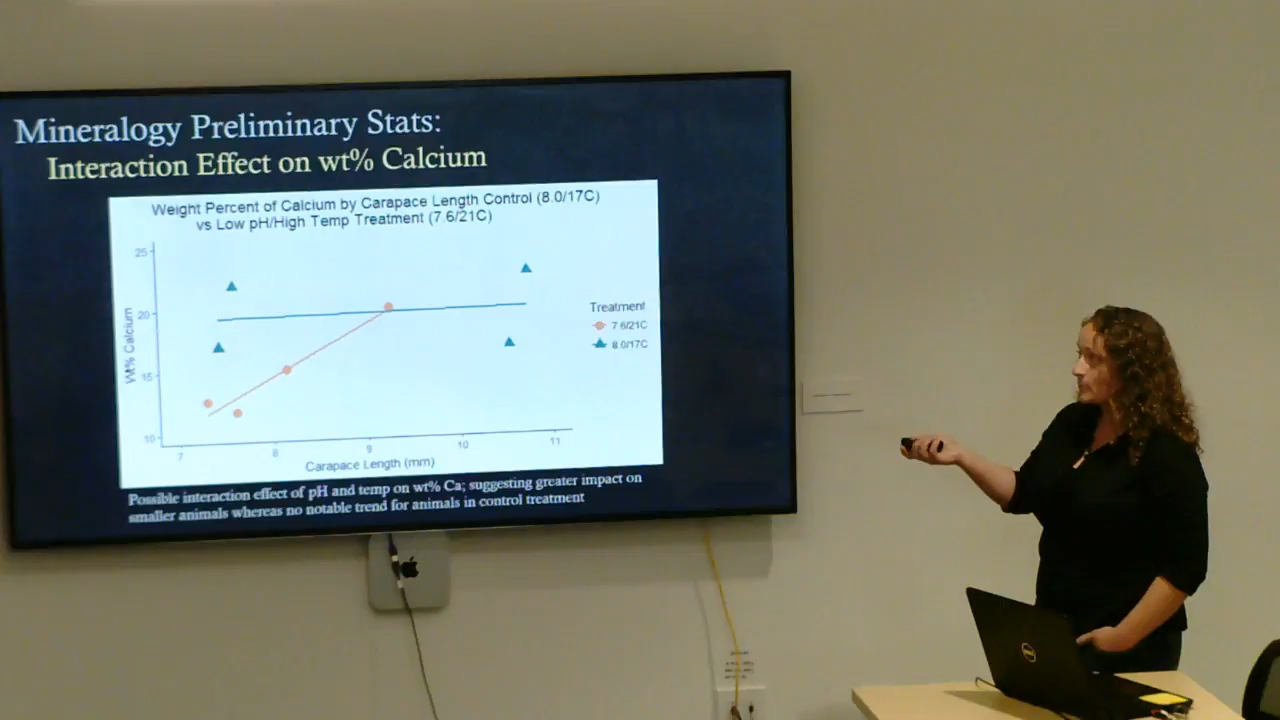 Mineralogy Preliminary Stats:
Interaction Effect on wt% Calcium
Weight Percent of Calcium by Carapace Length Control (8.0/17C)
vs Low pH/High Temp Treatment (7.6/21C)
25
20
15
10
Wt% Calcium
7
8
9
10
11
Carapace Length (mm)
Treatment
7.6/21C
8.0/17C
Possible interaction effect of pH and temp on wt% Ca; suggesting greater impact on
smaller animals whereas no notable trend for animals in control treatment
DELL